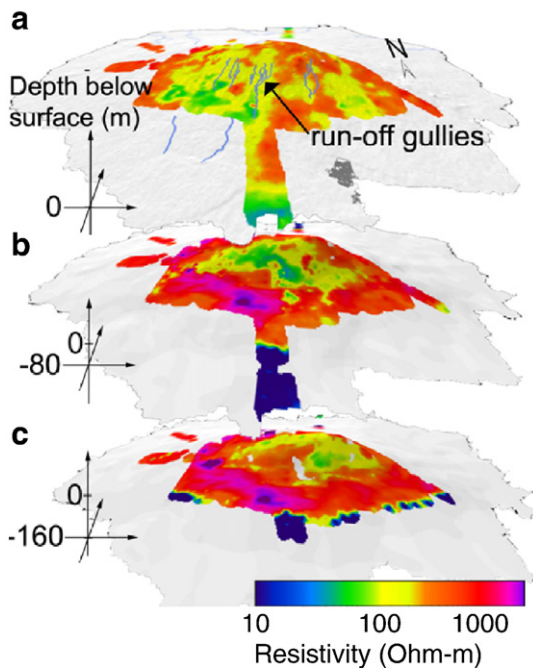 a
N
Depth below
surface (m)
run-off gullies
0
b
0
-80
c
0
-160
10 100 1000
Resistivity (Ohm-m)